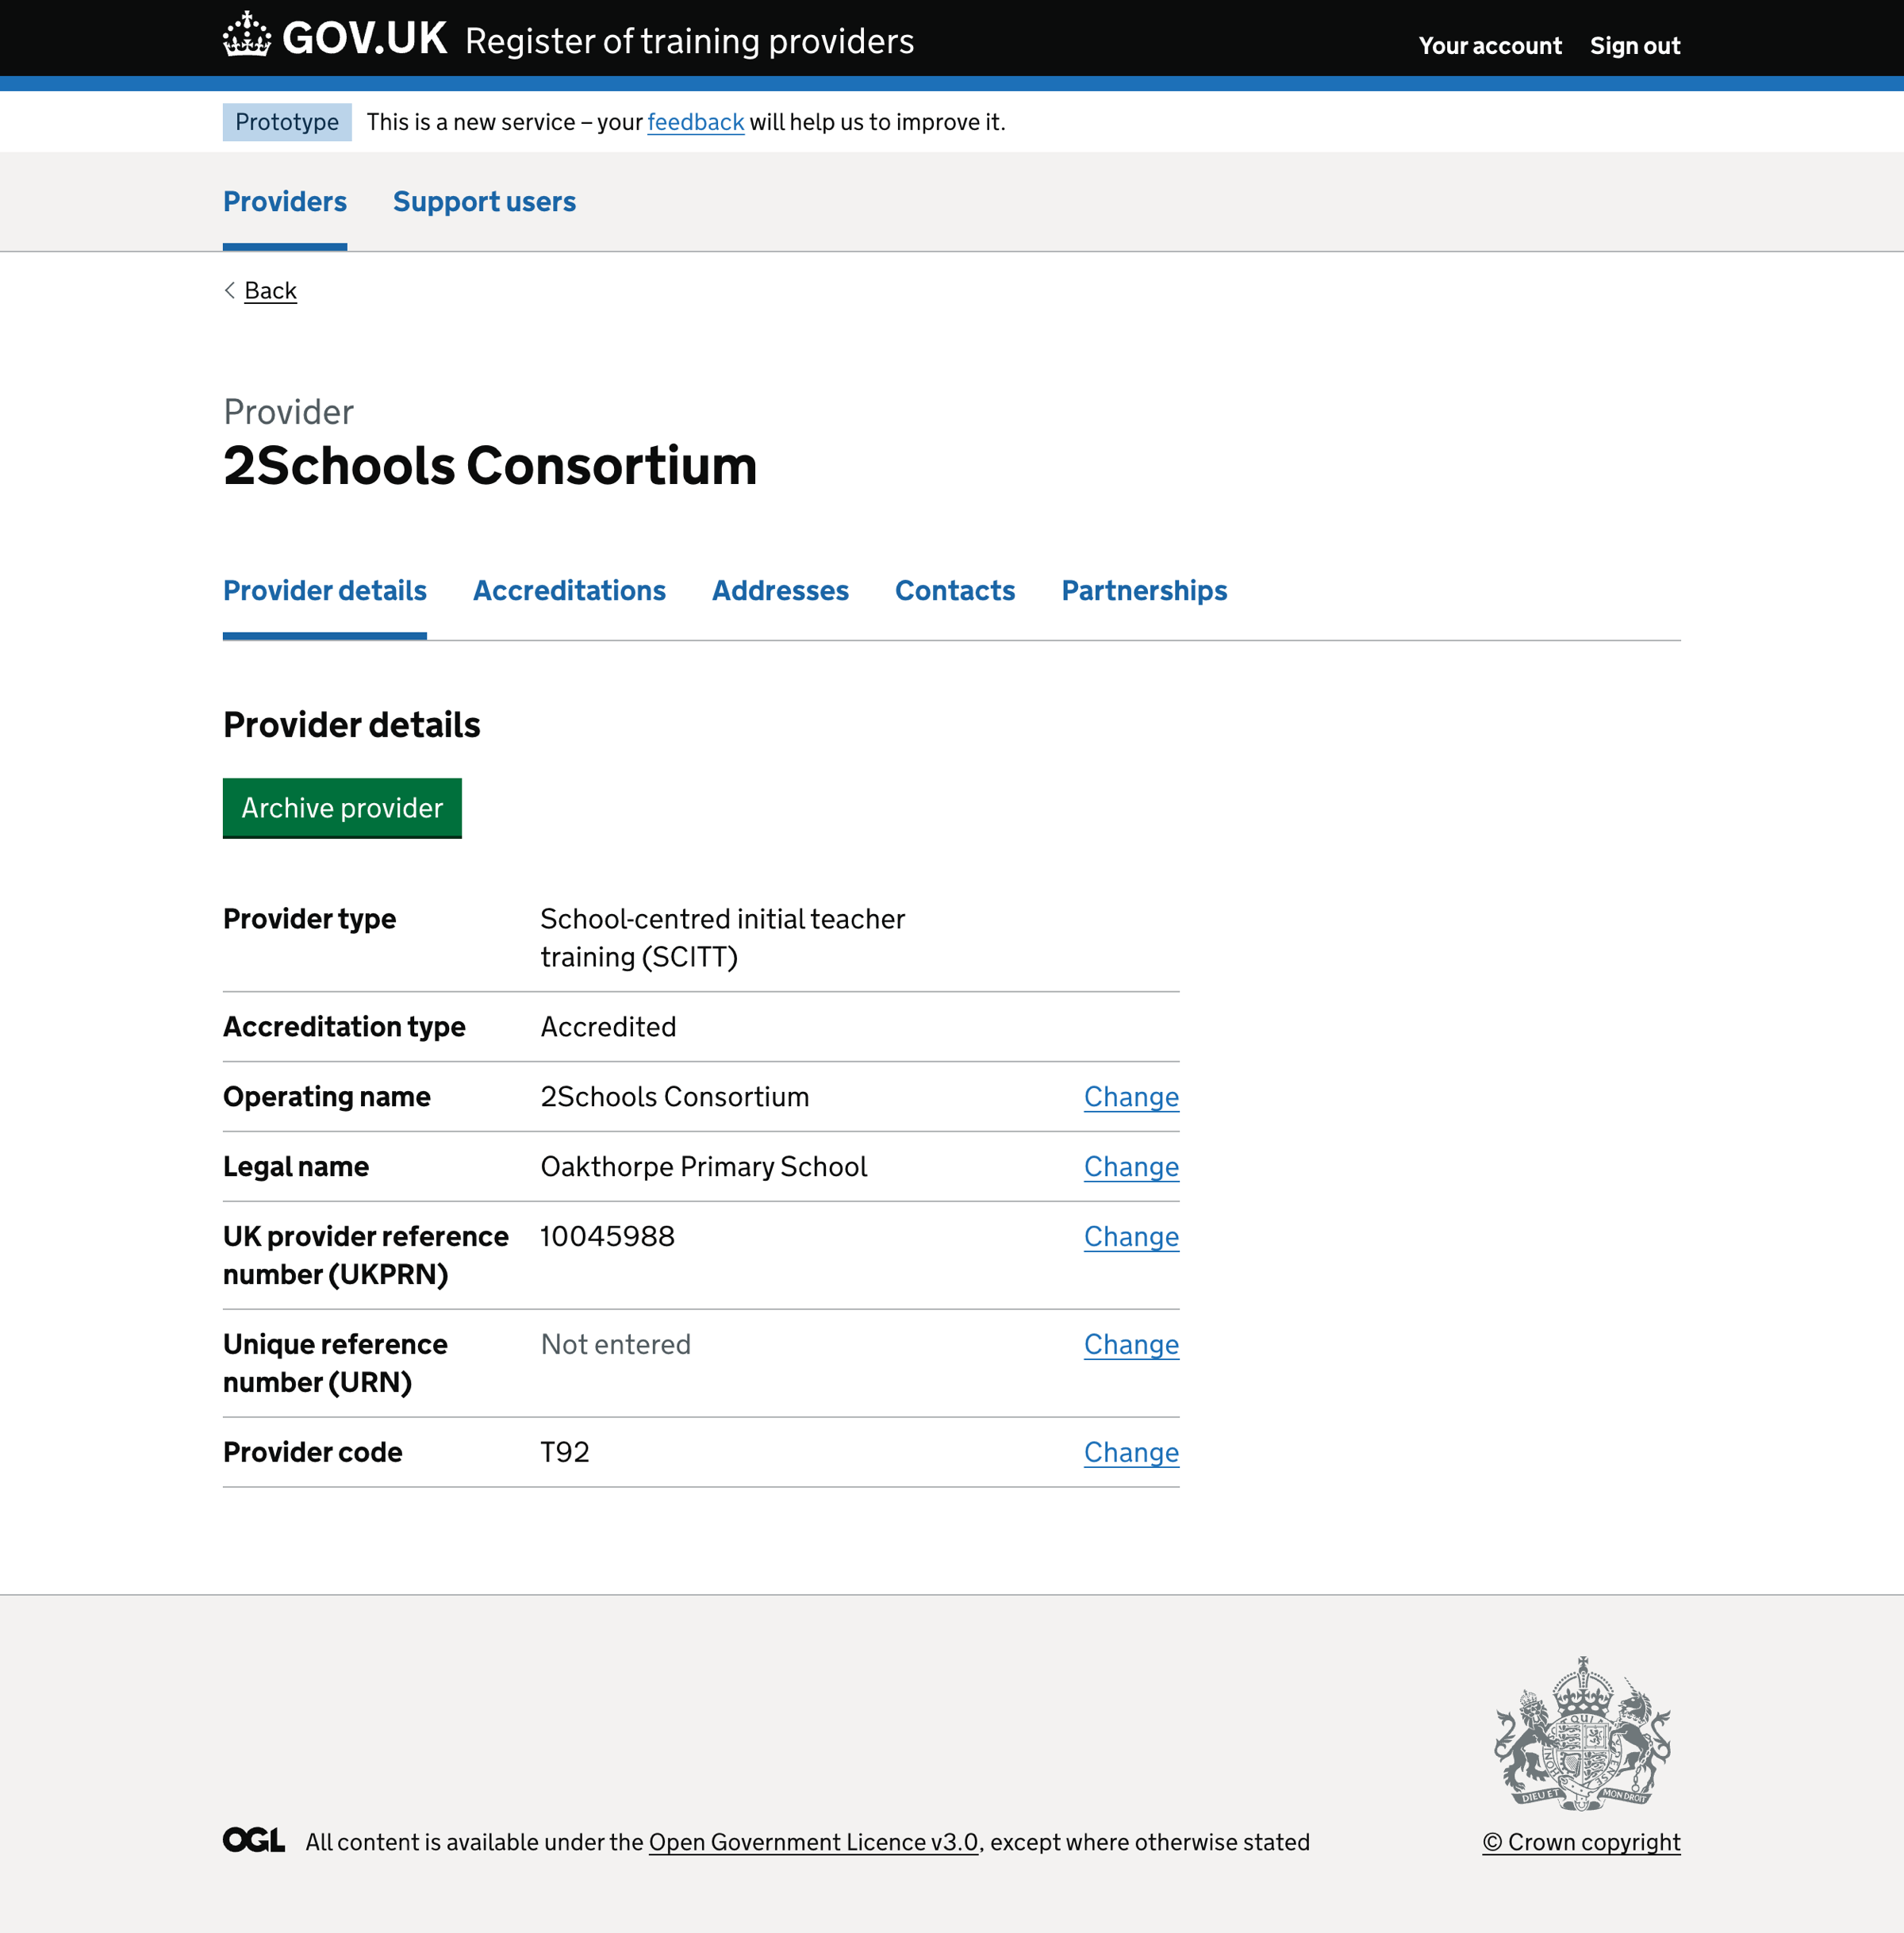 GOV.UK Register of training providers
Your account Sign out
Prototype This is a new service – your feedback will help us to improve it.
Providers Support users
Back
Provider
2Schools Consortium
Provider details Accreditations Addresses Contacts Partnerships
Provider details
Archive provider
Provider type School-centred initial teacher
training (SCITT)
Accreditation type Accredited
Operating name 2Schools Consortium Change
Legal name Oakthorpe Primary School Change
UK provider reference 10045988 Change
number (UKPRN)
Unique reference Not entered Change
number (URN)
Provider code T92 Change
DIEU ET MON DROIT
OGL All content is available under the Open Government Licence v3.0, except where otherwise stated
© Crown copyright